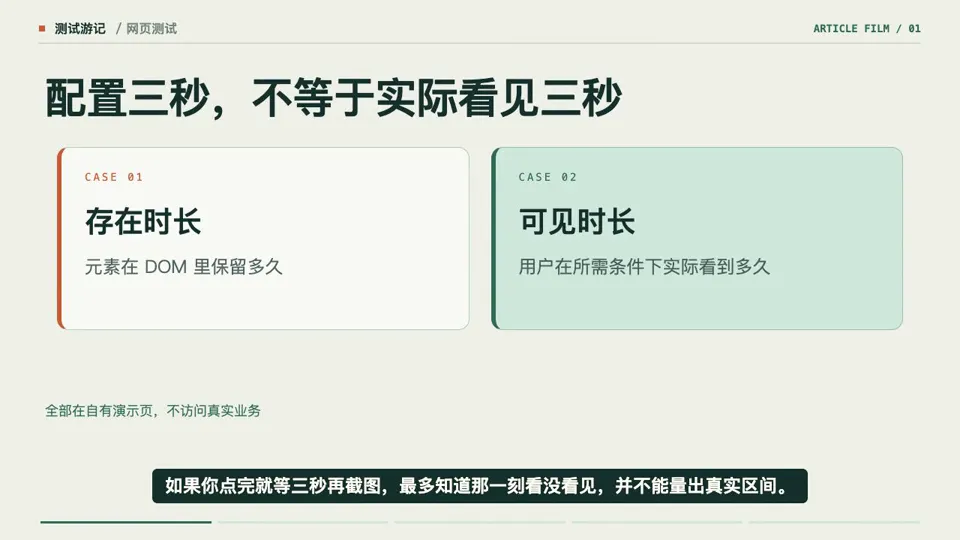 测试游记 / 网页测试
ARTICLE FILM / 01
配置三秒，不等于实际看见三秒
CASE 01
存在时长
元素在 DOM 里保留多久
CASE 02
可见时长
用户在所需条件下实际看到多久
全部在自有演示页，不访问真实业务
如果你点完就等三秒再截图，最多知道那一刻看没看见，并不能量出真实区间。